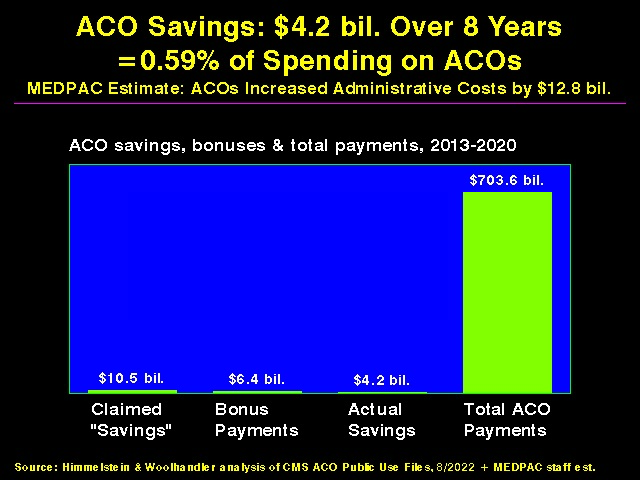 ACO Savings: $4.2 bil. Over 8 Years
=0.59% of Spending on ACOs
MEDPAC Estimate: ACOs Increased Administrative Costs by $12.8 bil.
ACO savings, bonuses & total payments, 2013-2020
$703.6 bil.
$10.5 bil.
$6.4 bil.
$4.2 bil.
Claimed "Savings"
Bonus Payments
Actual Savings
Total ACO Payments
Source: Himmelstein & Woolhandler analysis of CMS ACO Public Use Files, 8/2022 + MEDPAC staff est.